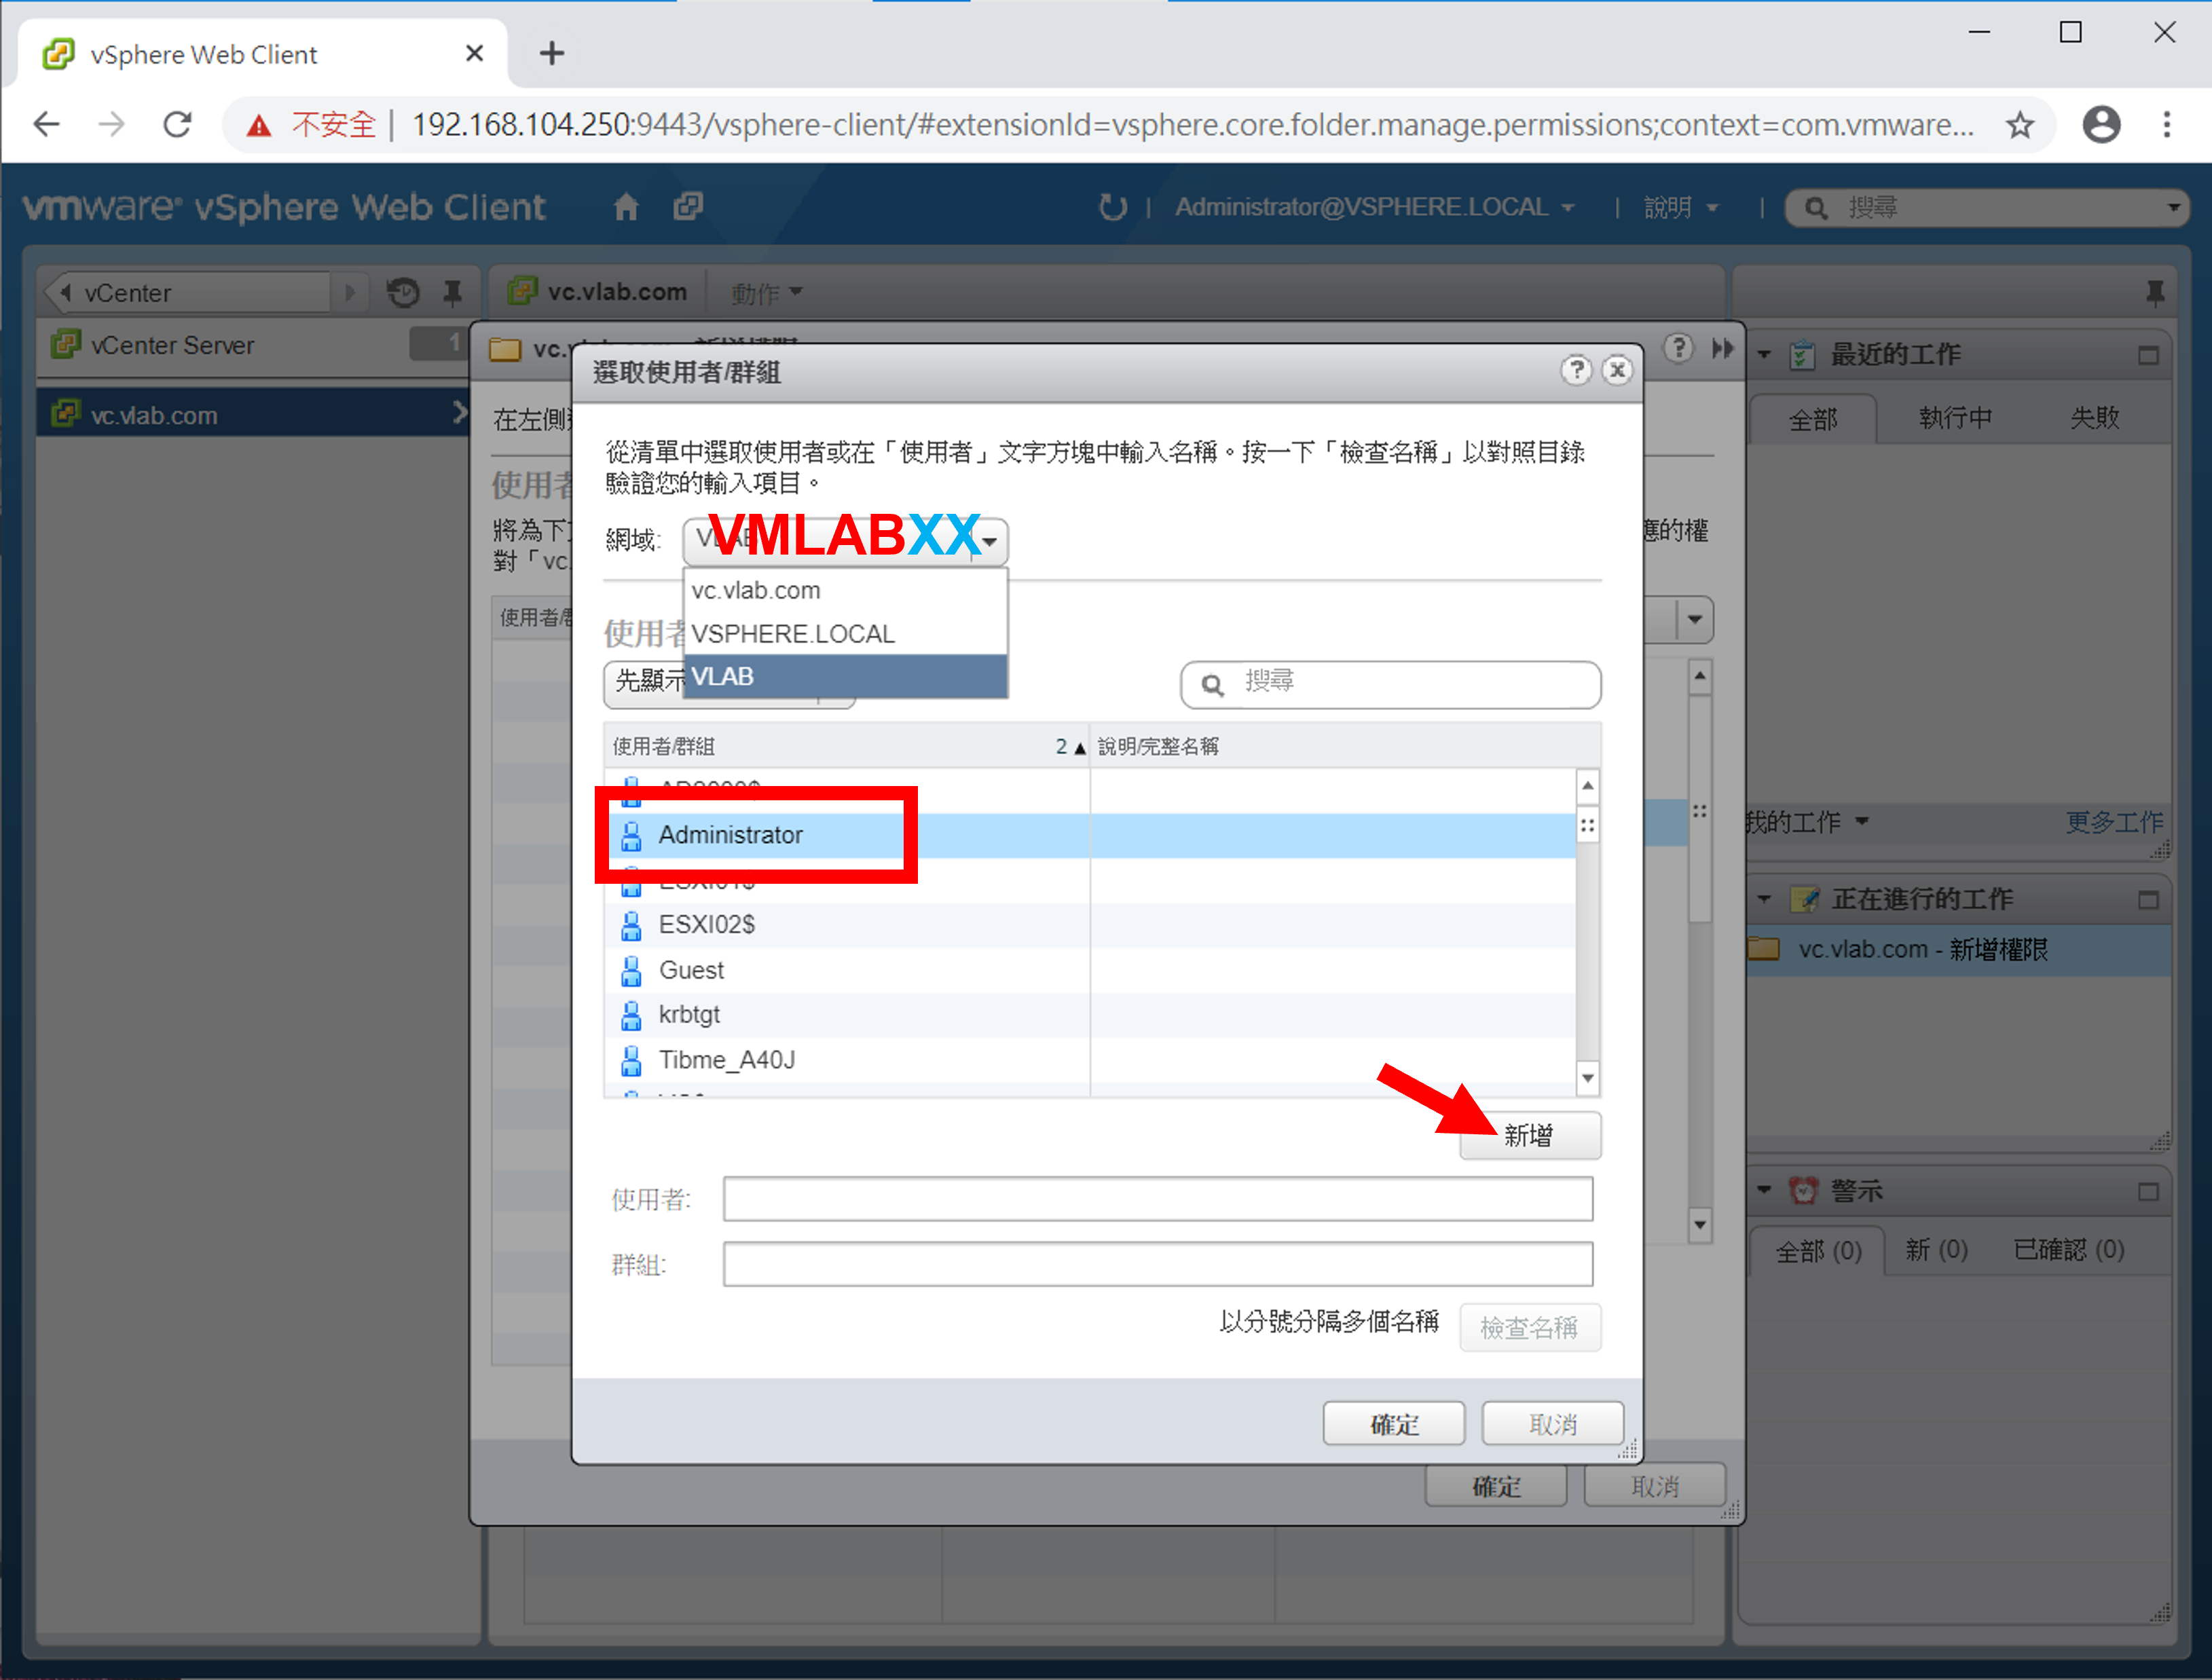 vSphere Web Client
不安全
192.168.104.250:9443/vsphere-client/#extensionId=vsphere.core.folder.manage.permissions;context=com.vmware...
vmware® vSphere Web Client
Administrator@VSPHERE.LOCAL
說明
搜尋
vCenter
vCenter Server
1
vc.vlab.com
vc.vlab.com
動作
選取使用者/群組
在左側
使用者
將為下
應的權
對「vc.
使用者/群
從清單中選取使用者或在「使用者」文字方塊中輸入名稱。按一下「檢查名稱」以對照目錄
驗證您的輸入項目。
網域:
VMLABXX
vc.vlab.com
VSPHERE.LOCAL
VLAB
使用者
先顯示
搜尋
使用者/群組
2
說明/完整名稱
Administrator
ESXI01$
ESXI02$
Guest
krbtgt
Tibme_A40J
新增
使用者:
群組:
以分號分隔多個名稱
檢查名稱
確定
取消
確定
取消
最近的工作
全部
執行中
失敗
我的工作
更多工作
正在進行的工作
vc.vlab.com - 新增權限
警示
全部 (0)
新 (0)
已確認 (0)